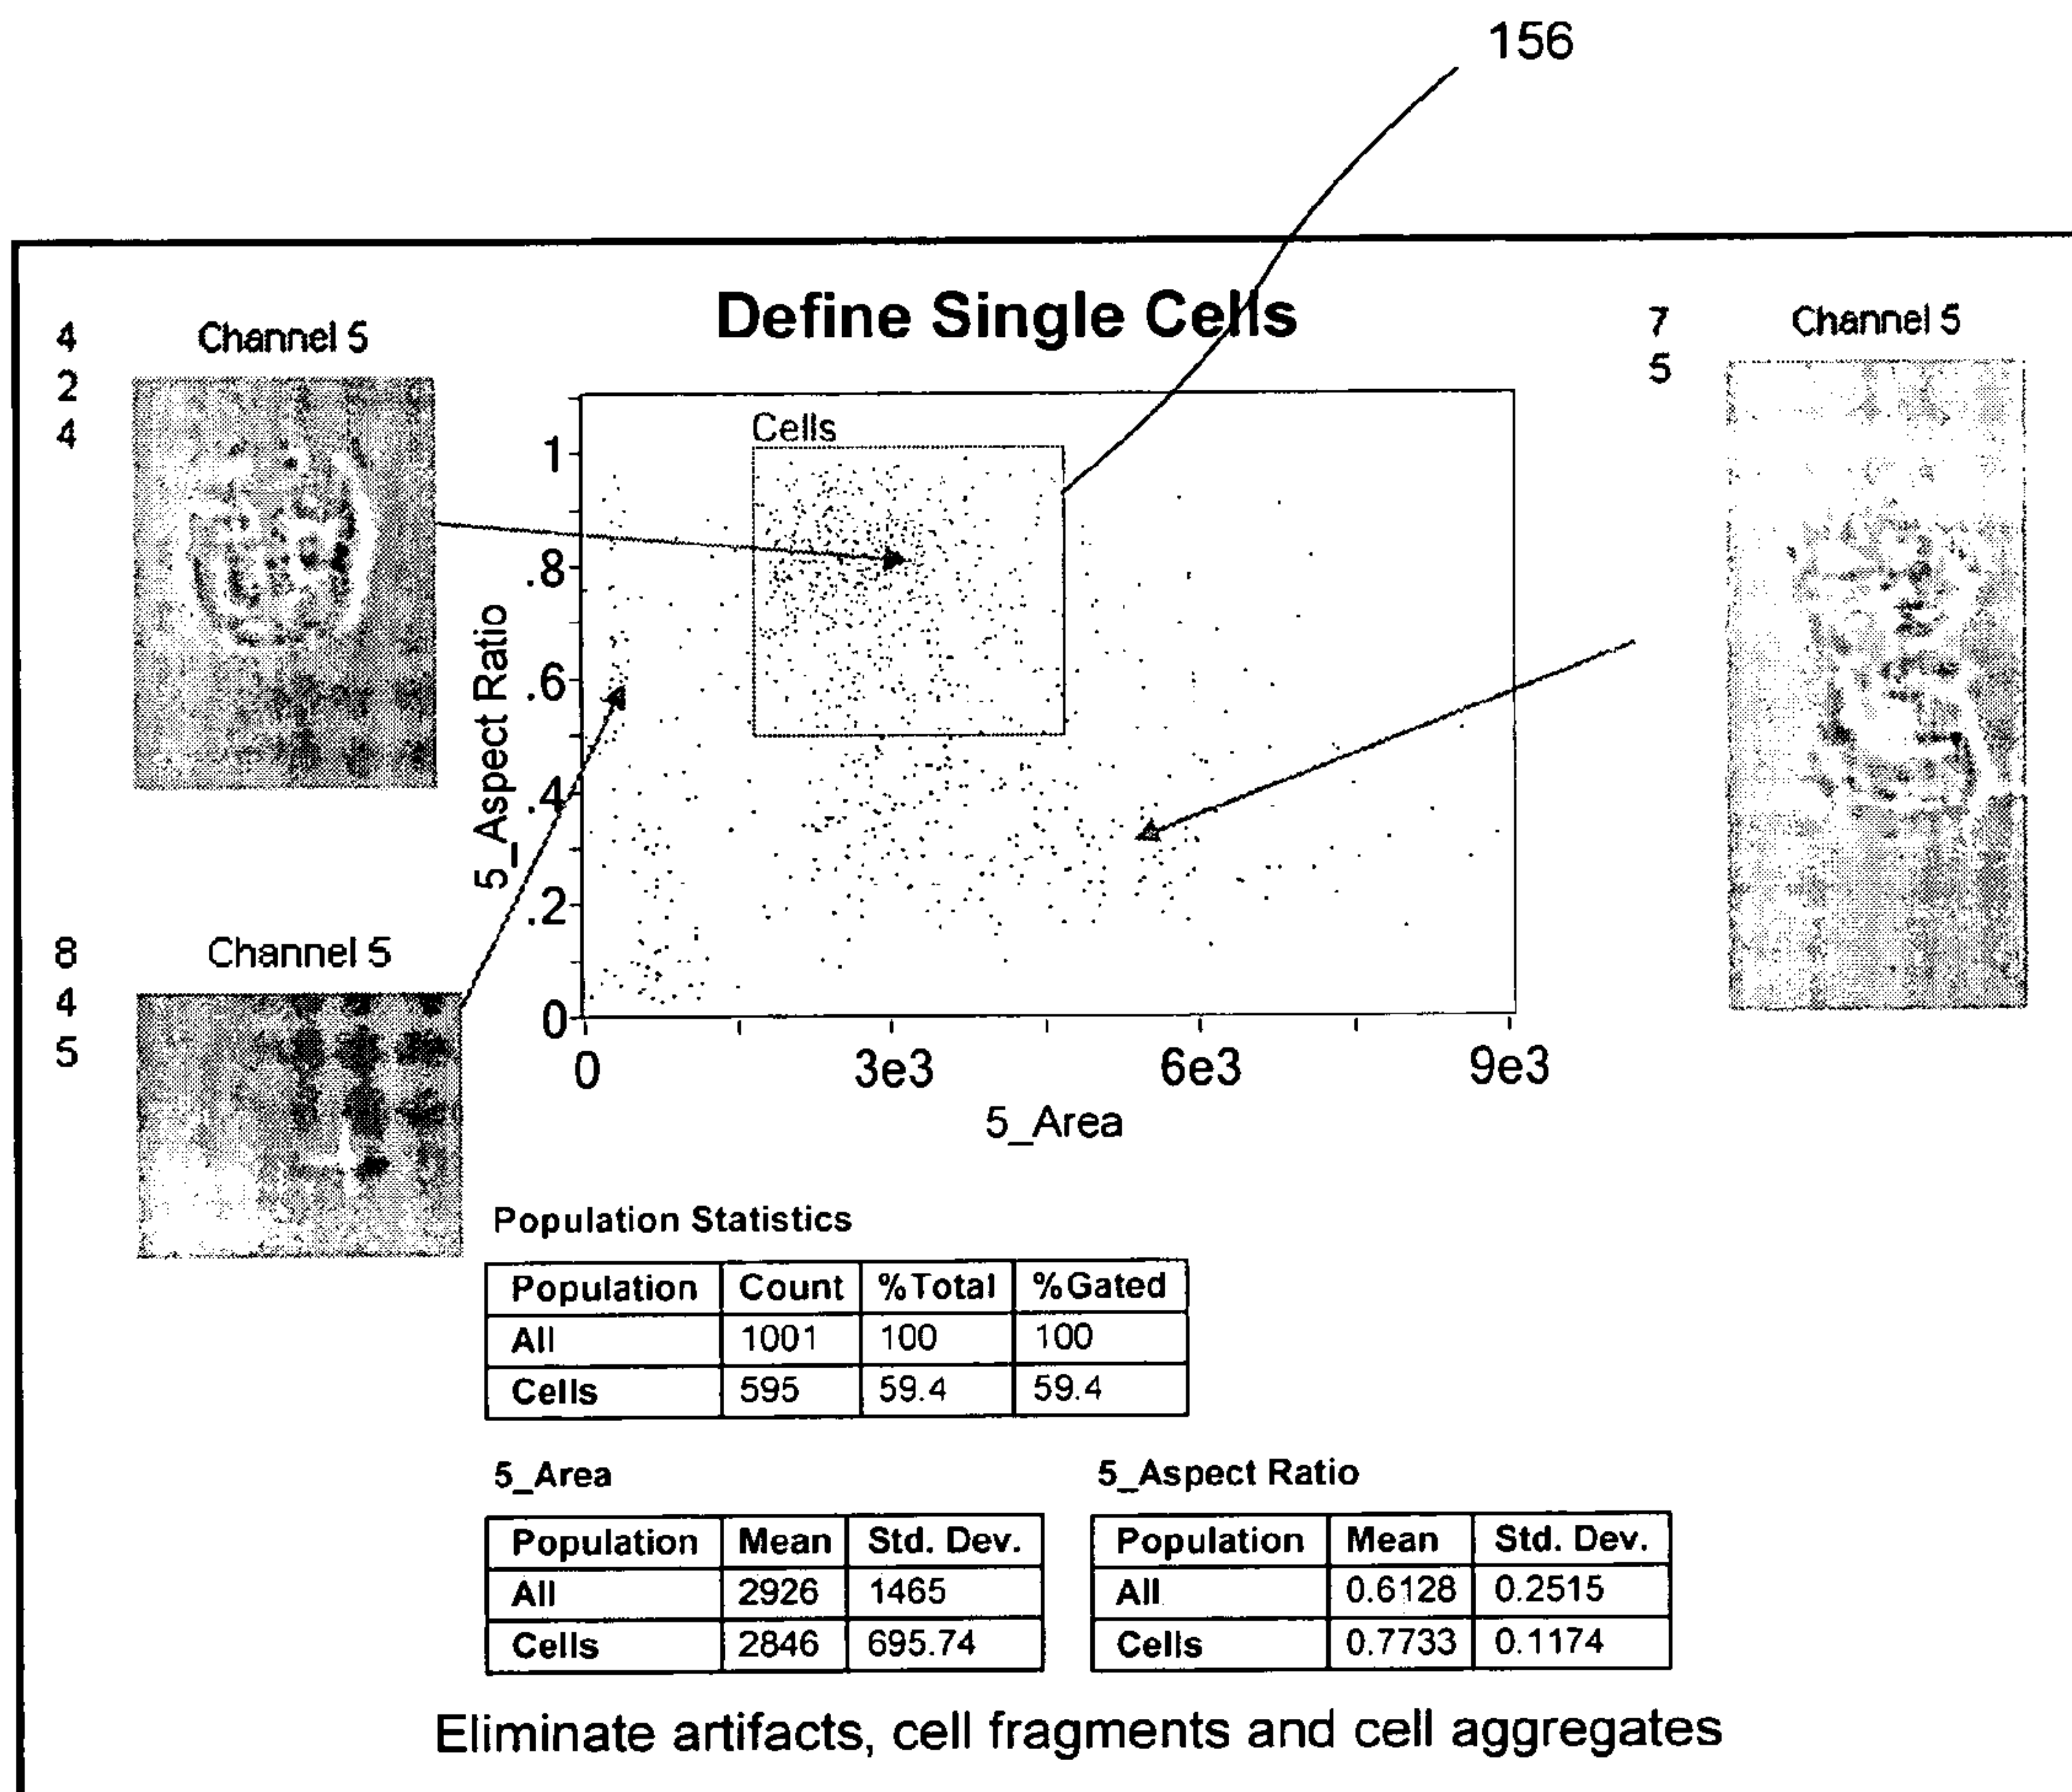 156
Define Single Cells
4
2
4
Channel 5
7
5
Channel 5
Cells
1
.8
.6
.4
.2
0
5_Aspect Ratio
0 3e3 6e3 9e3
5_Area
8
4
5
Channel 5
Population Statistics
Population Count %Total %Gated
All 1001 100 100
Cells 595 59.4 59.4
5_Area
Population Mean Std. Dev.
All 2926 1465
Cells 2846 695.74
5_Aspect Ratio
Population Mean Std. Dev.
All 0.6128 0.2515
Cells 0.7733 0.1174
Eliminate artifacts, cell fragments and cell aggregates